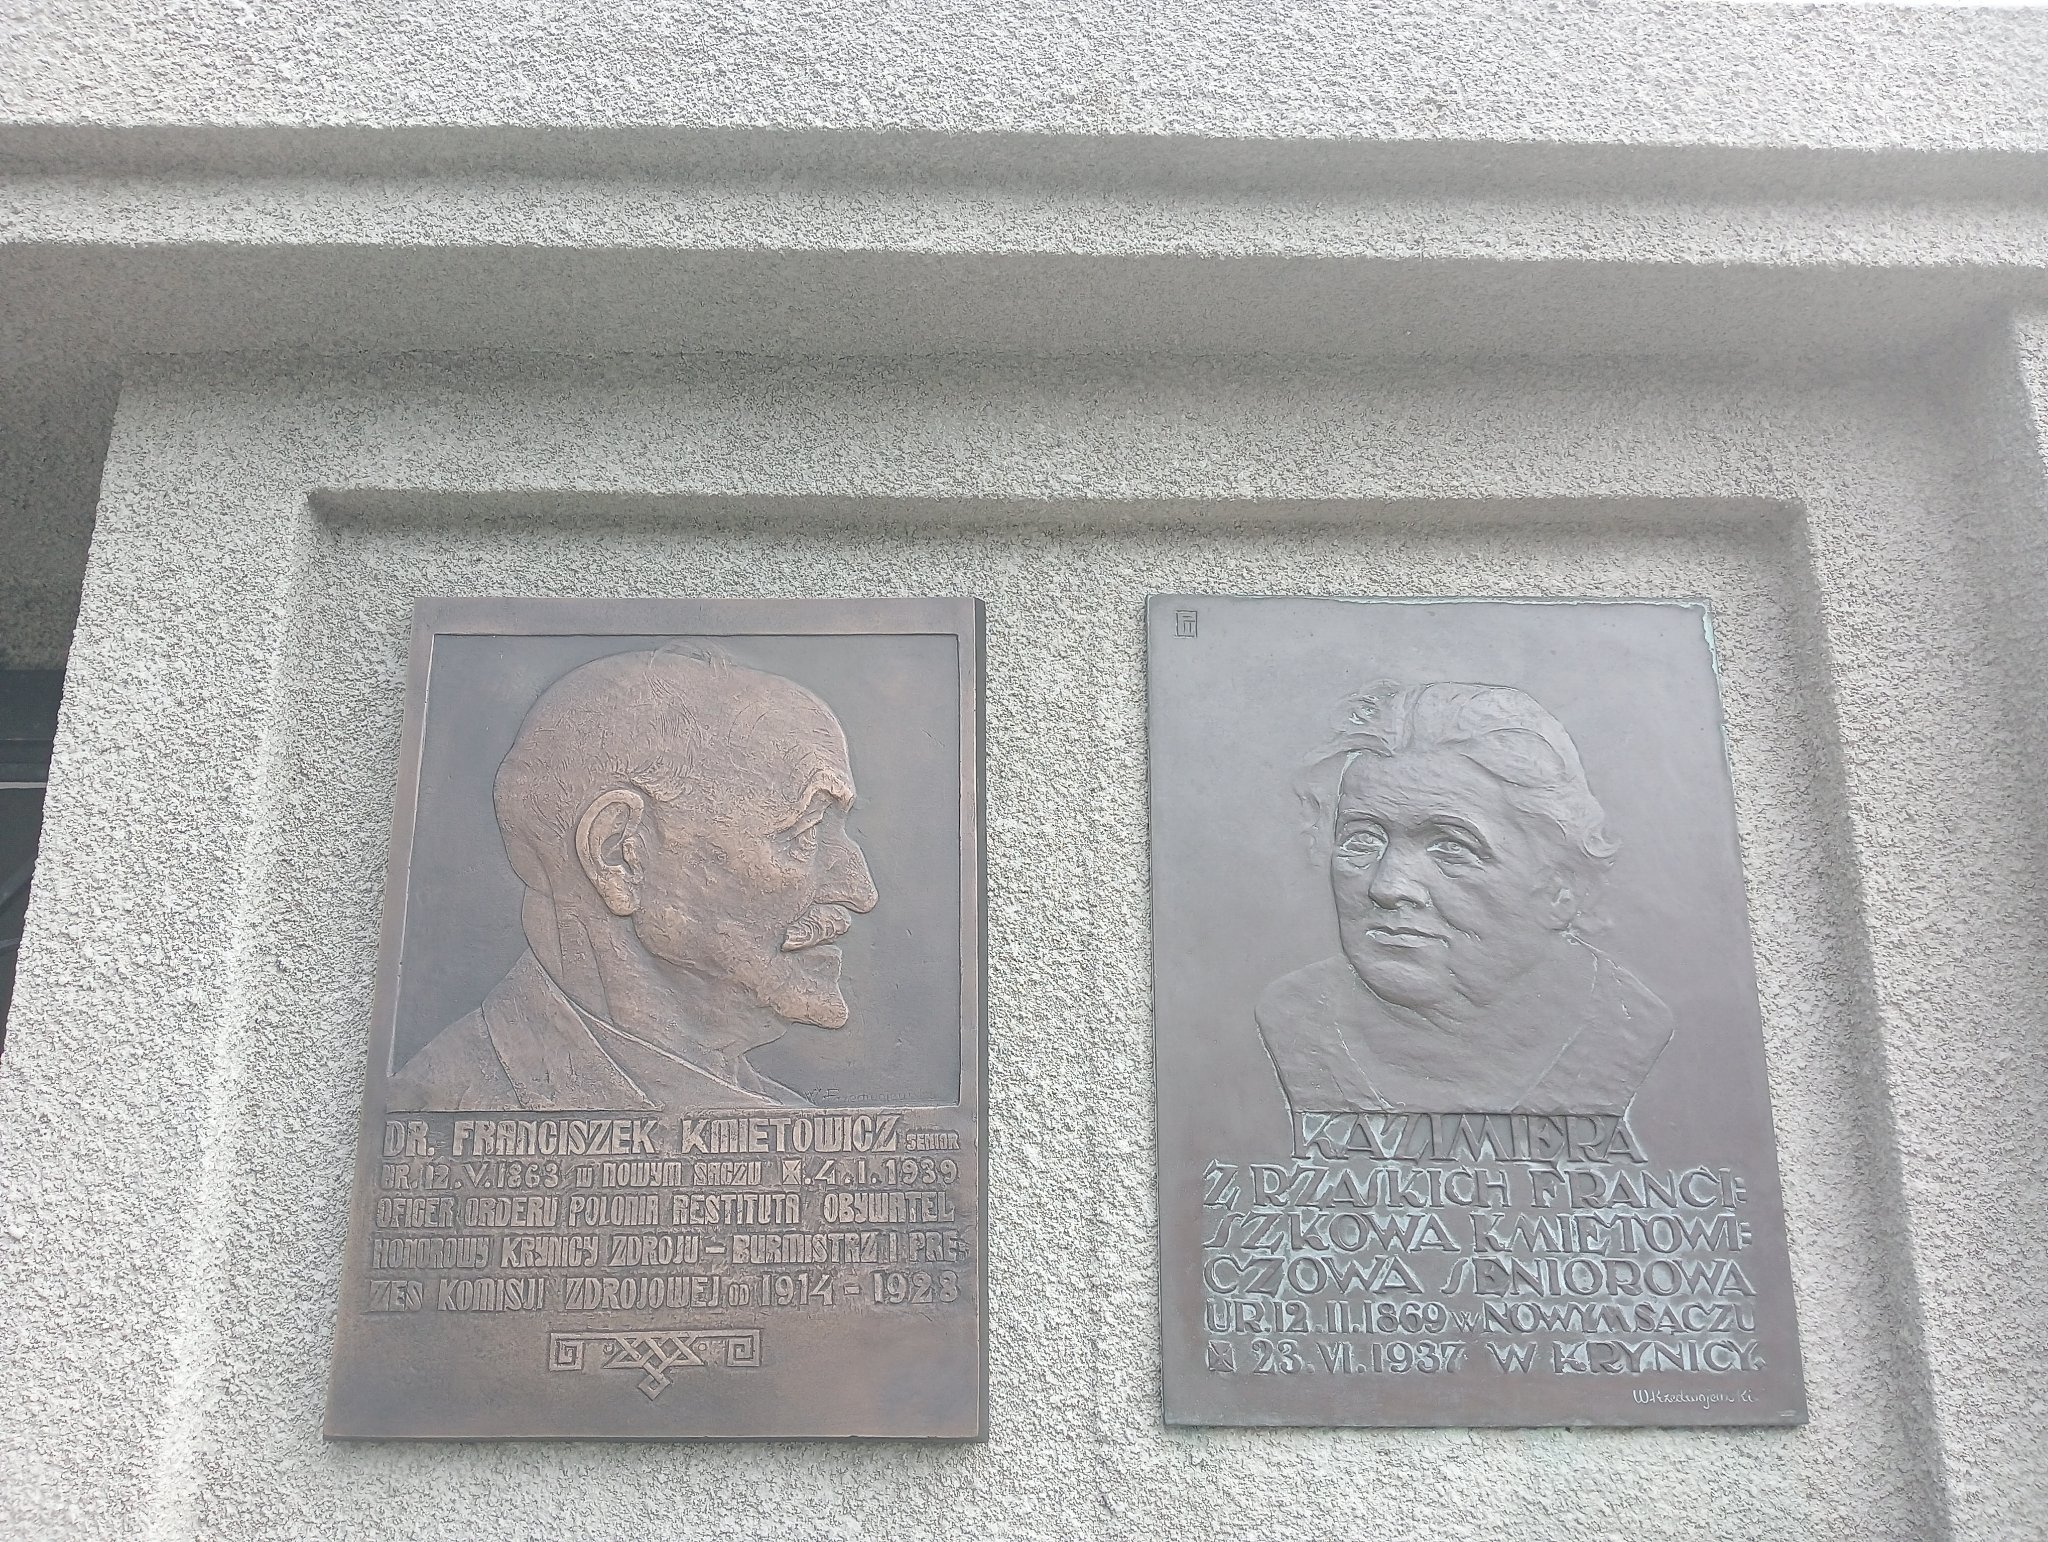 DR. FRANCISZEK KMIETOWICZ SENIOR
UR. 12.V.1863 W NOWYM SĄCZU 4.I.1939
OFICER ORDERU POLONIA RESTITUTA OBYWATEL
HONOROWY KRYNICY ZDROJU – BURMISTRZ I PRE:
ZES KOMISJI ZDROJOWEJ OD 1914 – 1928
KAZIMIERA
Z RZAJKICH FRANCI:
SZKOWA KMIETOWI:
CZOWA SENIOROWA
UR. 12.II.1869 W NOWYM SĄCZU
23.VI.1937 W KRYNICY.